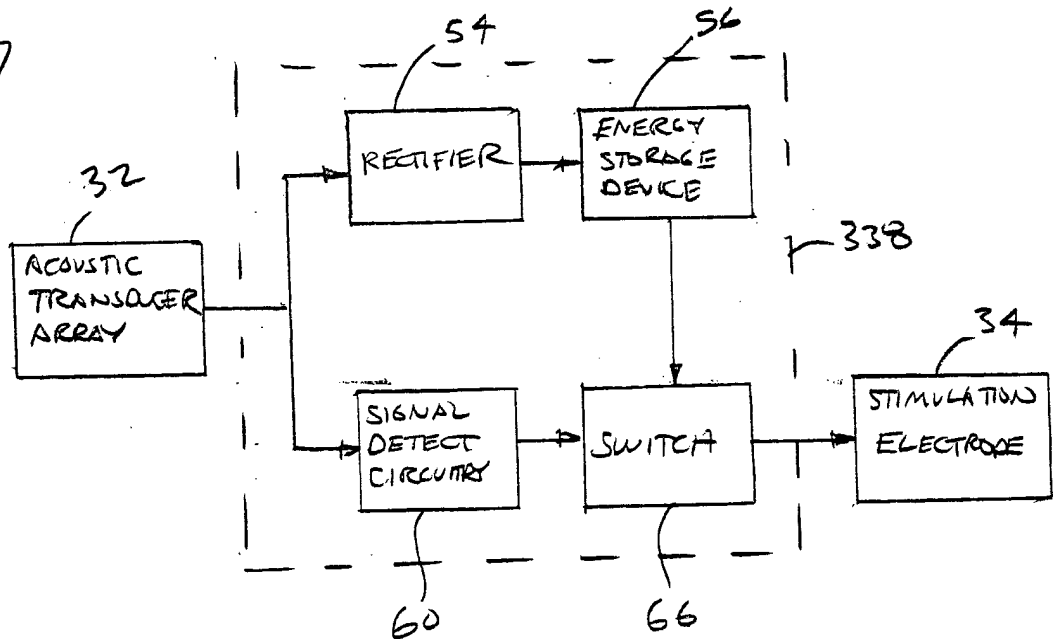 54
56
RECTIFIER
ENERGY
STORAGE
DEVICE
32
338
ACOUSTIC
TRANSDUCER
ARRAY
34
SIGNAL
DETECT
CIRCUITRY
SWITCH
STIMULATION
ELECTRODE
60
66